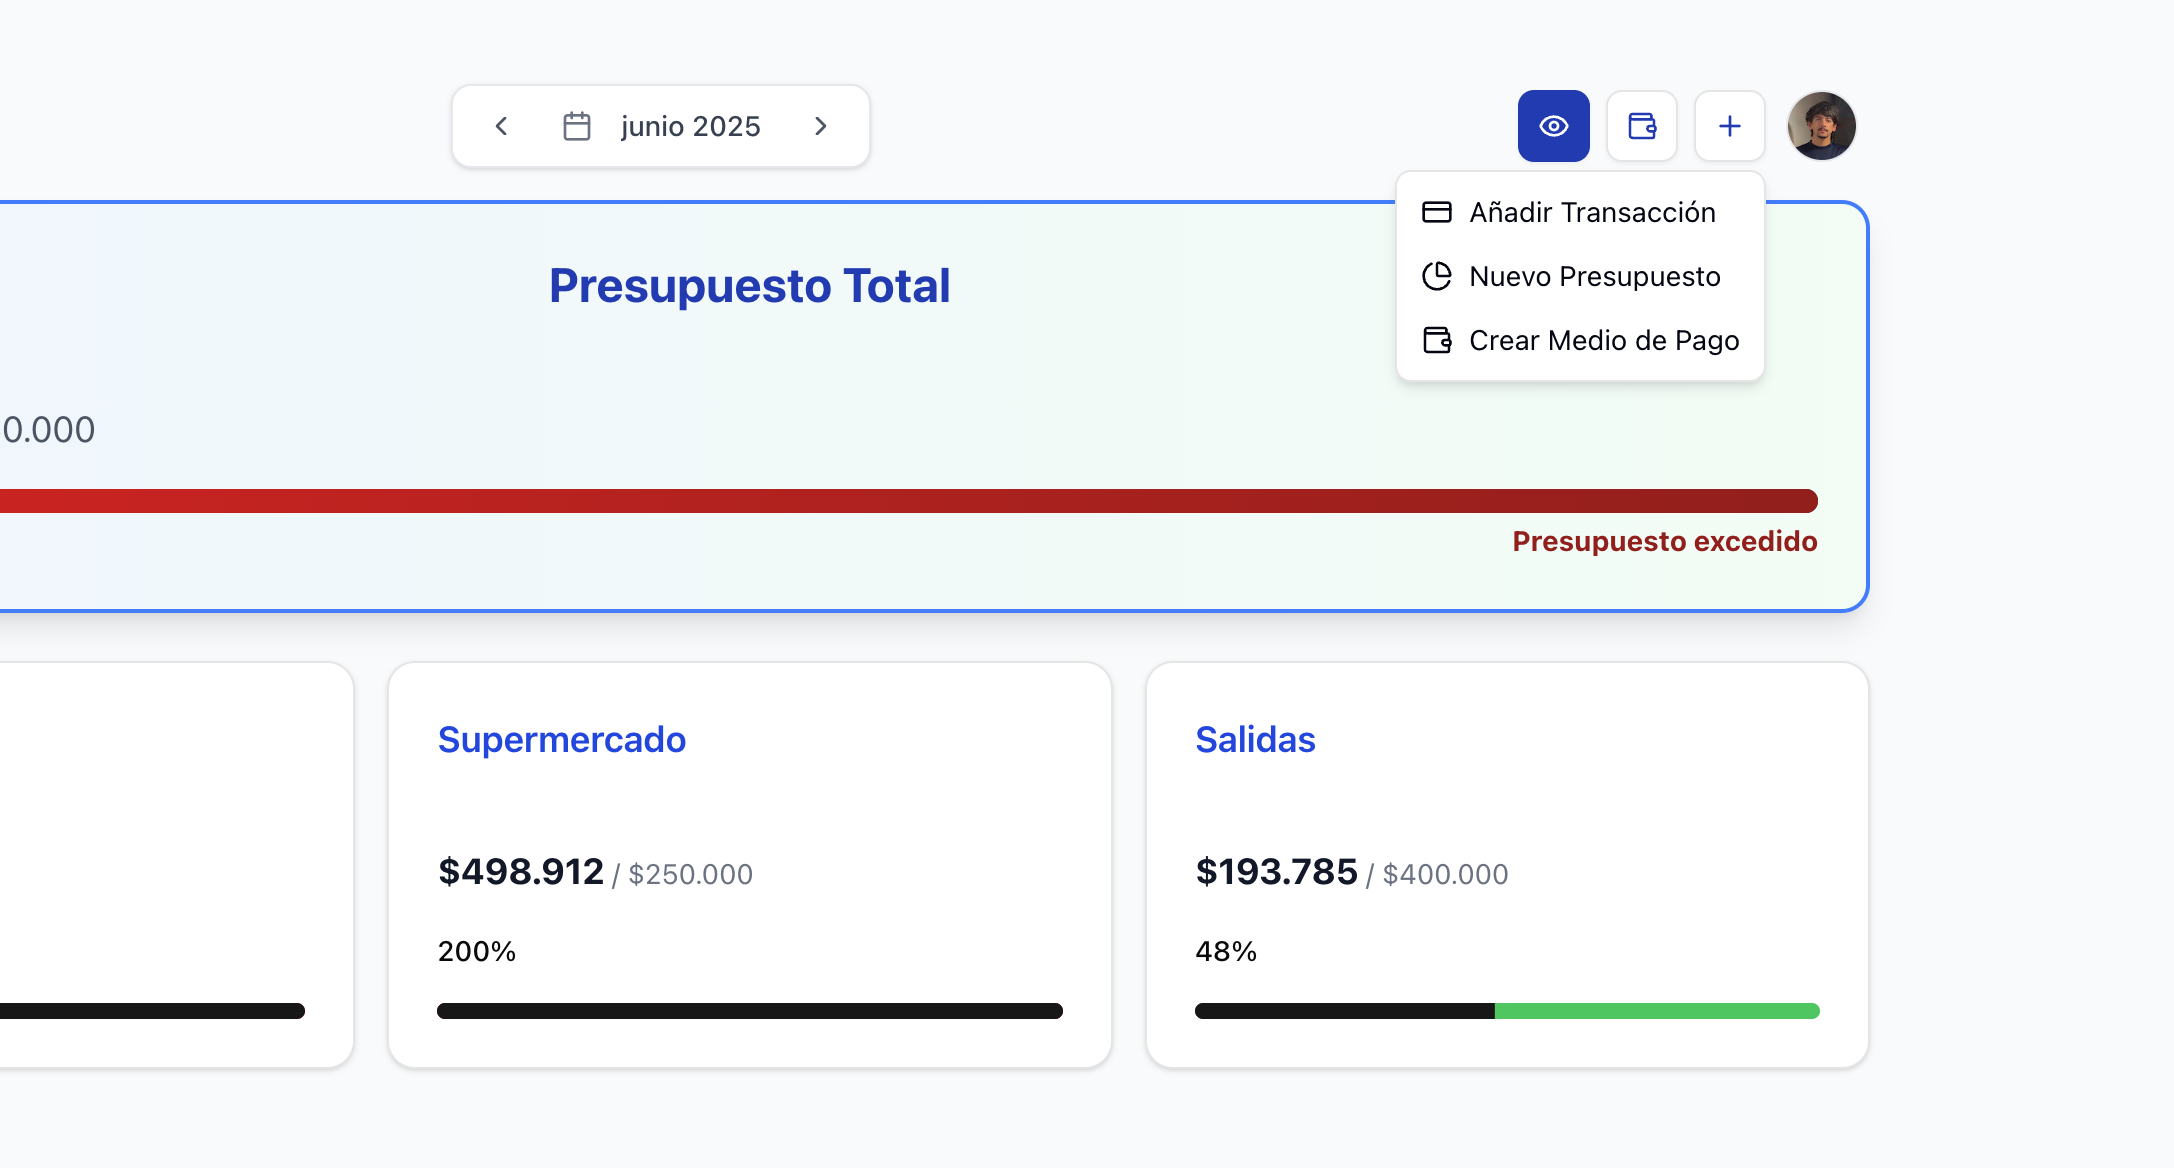 junio 2025
Añadir Transacción
Nuevo Presupuesto
Crear Medio de Pago
Presupuesto Total
0.000
Presupuesto excedido
Supermercado
$498.912 / $250.000
200%
Salidas
$193.785 / $400.000
48%